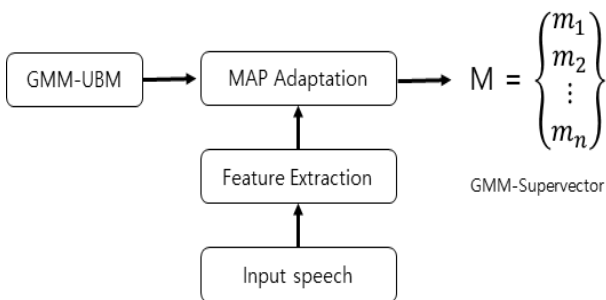 GMM-UBM
MAP Adaptation
M = {m₁ m₂ ⋮ mₙ}
Feature Extraction
GMM-Supervector
Input speech